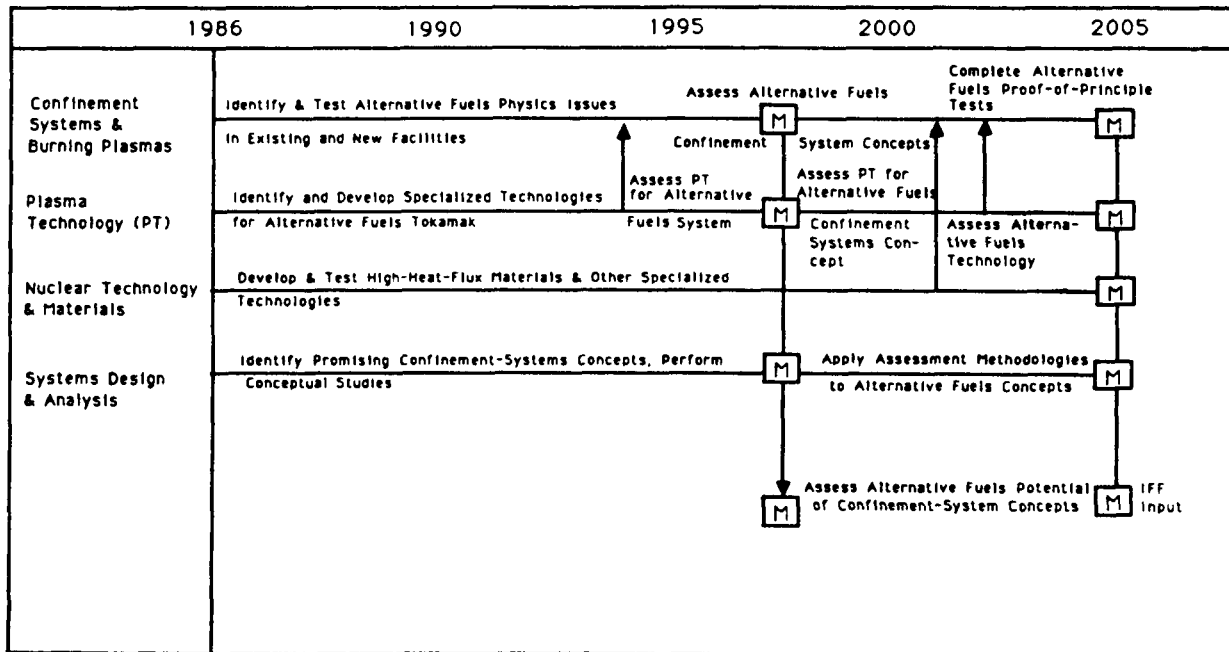 1986 1990 1995 2000 2005
Confinement
Systems &
Burning Plasmas
Identify & Test Alternative Fuels Physics Issues
in Existing and New Facilities
Assess Alternative Fuels
Confinement System Concepts
Complete Alternative
Fuels Proof-of-Principle
Tests
M
M
Plasma
Technology (PT)
Identify and Develop Specialized Technologies
for Alternative Fuels Tokamak
Assess PT
for Alternative
Fuels System
M
Assess PT for
Alternative Fuels
Confinement
Systems Con-
cept
Assess Alterna-
tive Fuels
Technology
M
Nuclear Technology
& Materials
Develop & Test High-Heat-Flux Materials & Other Specialized
Technologies
M
Systems Design
& Analysis
Identify Promising Confinement-Systems Concepts, Perform
Conceptual Studies
M
Apply Assessment Methodologies
to Alternative Fuels Concepts
M
M
Assess Alternative Fuels Potential
of Confinement-System Concepts
M
IFF
Input